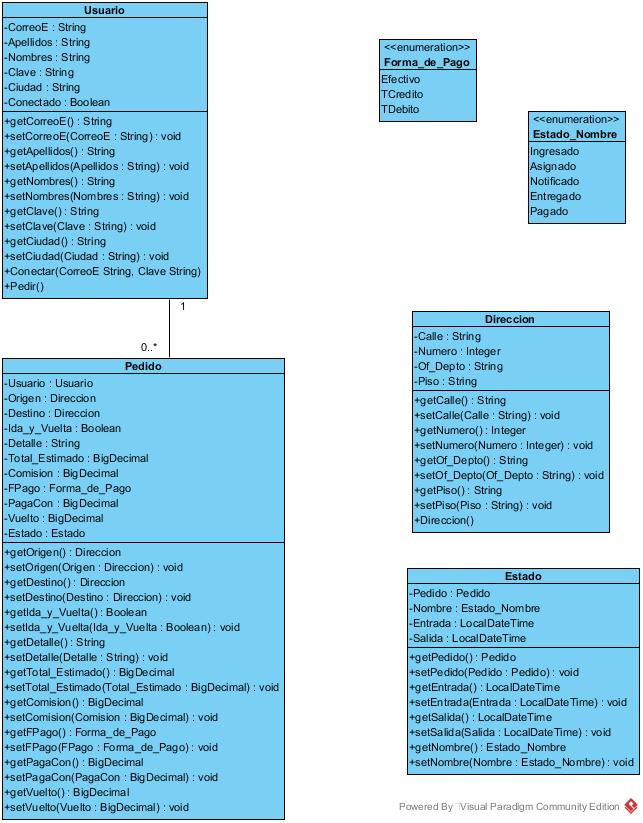 Usuario
-CorreoE : String
-Apellidos : String
-Nombres : String
-Clave : String
-Ciudad : String
-Conectado : Boolean
+getCorreoE() : String
+setCorreoE(CorreoE : String) : void
+getApellidos() : String
+setApellidos(Apellidos : String) : void
+getNombres() : String
+setNombres(Nombres : String) : void
+getClave() : String
+setClave(Clave : String) : void
+getCiudad() : String
+setCiudad(Ciudad : String) : void
+Conectar(CorreoE String, Clave String)
+Pedir()
1
0..*
Pedido
-Usuario : Usuario
-Origen : Direccion
-Destino : Direccion
-Ida_y_Vuelta : Boolean
-Detalle : String
-Total_Estimado : BigDecimal
-Comision : BigDecimal
-FPago : Forma_de_Pago
-PagaCon : BigDecimal
-Vuelto : BigDecimal
-Estado : Estado
+getOrigen() : Direccion
+setOrigen(Origen : Direccion) : void
+getDestino() : Direccion
+setDestino(Destino : Direccion) : void
+getIda_y_Vuelta() : Boolean
+setIda_y_Vuelta(Ida_y_Vuelta : Boolean) : void
+getDetalle() : String
+setDetalle(Detalle : String) : void
+getTotal_Estimado() : BigDecimal
+setTotal_Estimado(Total_Estimado : BigDecimal) : void
+getComision() : BigDecimal
+setComision(Comision : BigDecimal) : void
+getFPago() : Forma_de_Pago
+setFPago(FPago : Forma_de_Pago) : void
+getPagaCon() : BigDecimal
+setPagaCon(PagaCon : BigDecimal) : void
+getVuelto() : BigDecimal
+setVuelto(Vuelto : BigDecimal) : void
<<enumeration>>
Forma_de_Pago
Efectivo
TCredito
TDebito
<<enumeration>>
Estado_Nombre
Ingresado
Asignado
Notificado
Entregado
Pagado
Direccion
-Calle : String
-Numero : Integer
-Of_Depto : String
-Piso : String
+getCalle() : String
+setCalle(Calle : String) : void
+getNumero() : Integer
+setNumero(Numero : Integer) : void
+getOf_Depto() : String
+setOf_Depto(Of_Depto : String) : void
+getPiso() : String
+setPiso(Piso : String) : void
+Direccion()
Estado
-Pedido : Pedido
-Nombre : Estado_Nombre
-Entrada : LocalDateTime
-Salida : LocalDateTime
+getPedido() : Pedido
+setPedido(Pedido : Pedido) : void
+getEntrada() : LocalDateTime
+setEntrada(Entrada : LocalDateTime) : void
+getSalida() : LocalDateTime
+setSalida(Salida : LocalDateTime) : void
+getNombre() : Estado_Nombre
+setNombre(Nombre : Estado_Nombre) : void
Powered By Visual Paradigm Community Edition